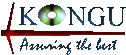 KONGU
Assuring the best